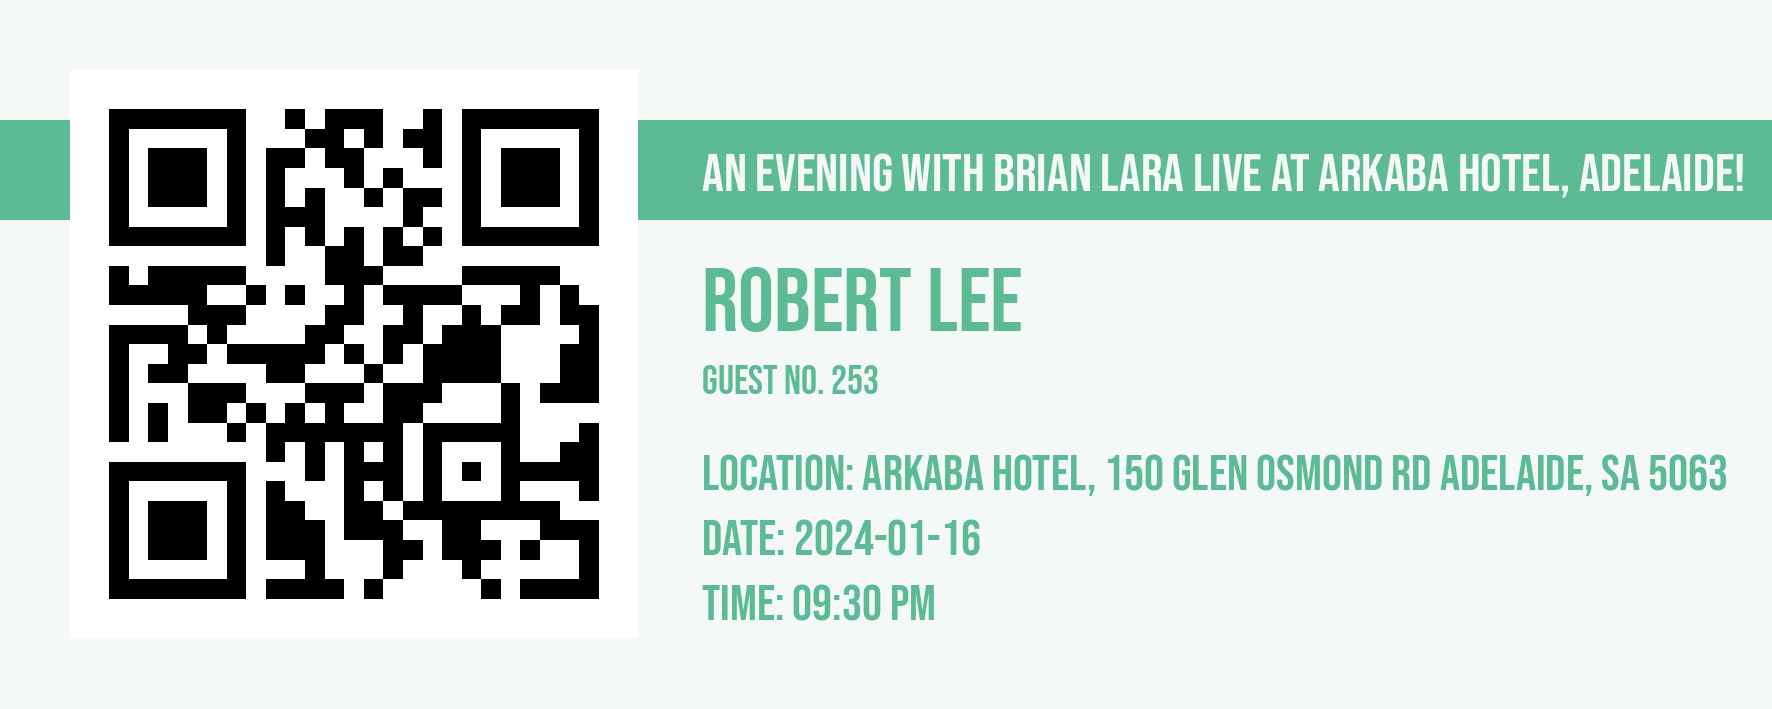 AN EVENING WITH BRIAN LARA LIVE AT ARKABA HOTEL, ADELAIDE!
ROBERT LEE
GUEST NO. 253
LOCATION: ARKABA HOTEL, 150 GLEN OSMOND RD ADELAIDE, SA 5063
DATE: 2024-01-16
TIME: 09:30 PM